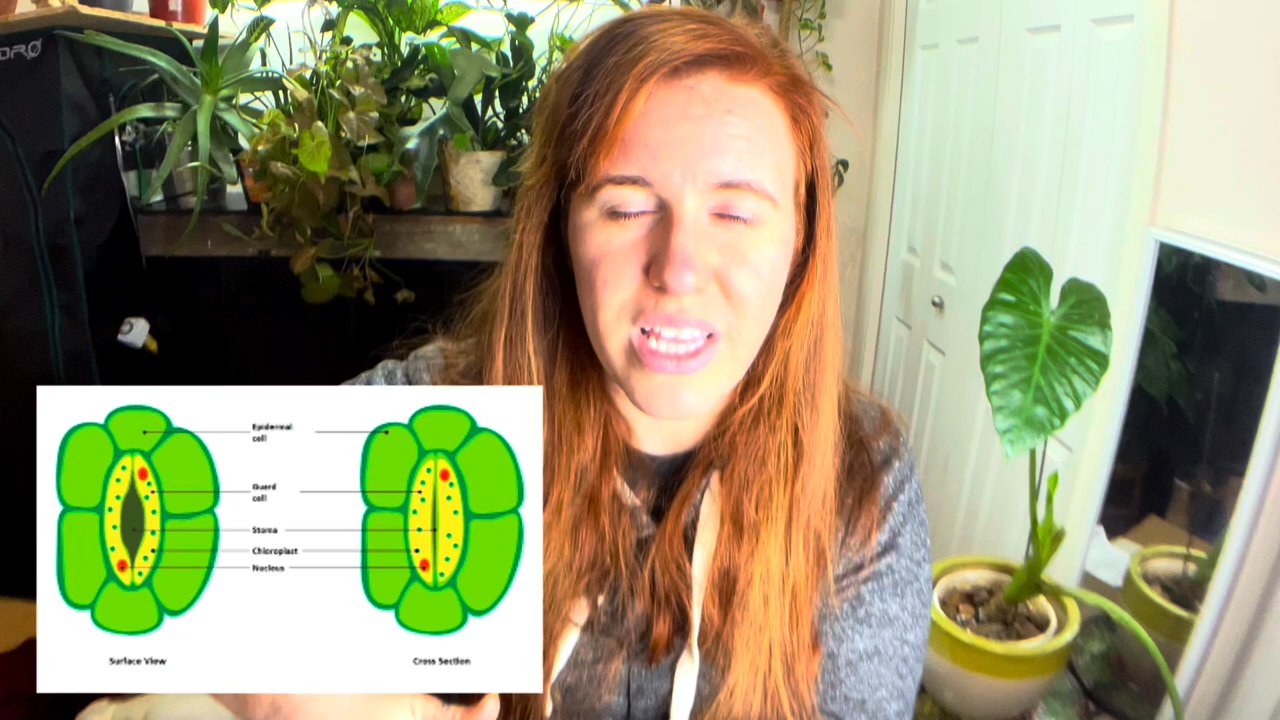 DRØ
Epidermal
cell
Guard
cell
Stoma
Chloroplast
Nucleus
Surface View
Cross Section